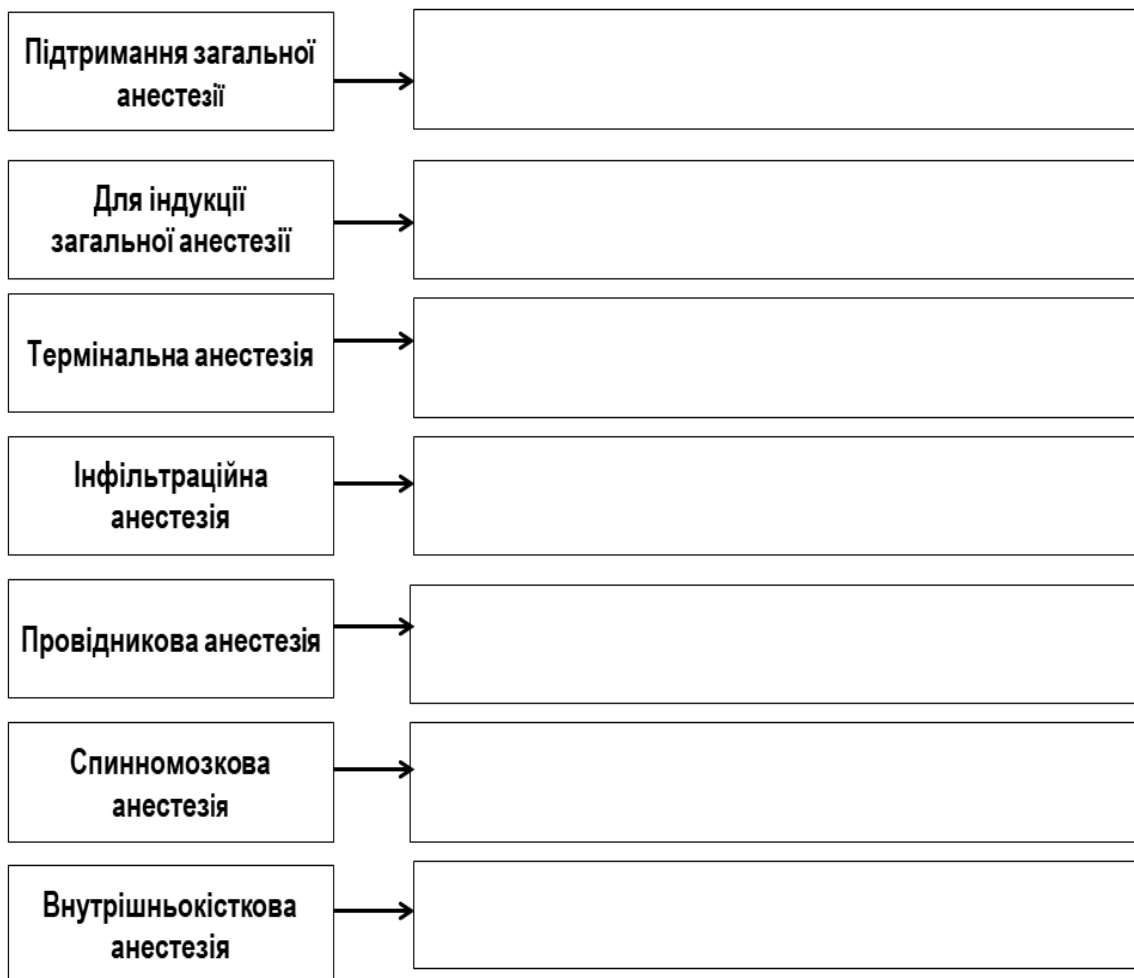 Підтримання загальної
анестезії
Для індукції
загальної анестезії
Термінальна анестезія
Інфільтраційна
анестезія
Провідникова анестезія
Спинномозкова
анестезія
Внутрішньокісткова
анестезія